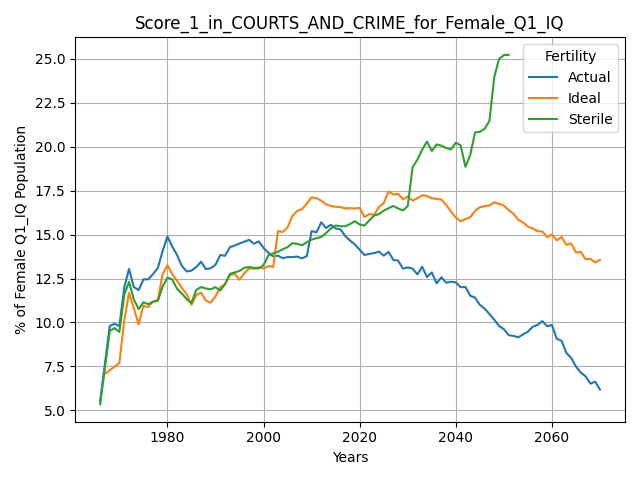 Score_1_in_COURTS_AND_CRIME_for_Female_Q1_IQ
% of Female Q1_IQ Population
25.0
22.5
20.0
17.5
15.0
12.5
10.0
7.5
5.0
Fertility
Actual
Ideal
Sterile
1980
2000
2020
2040
2060
Years